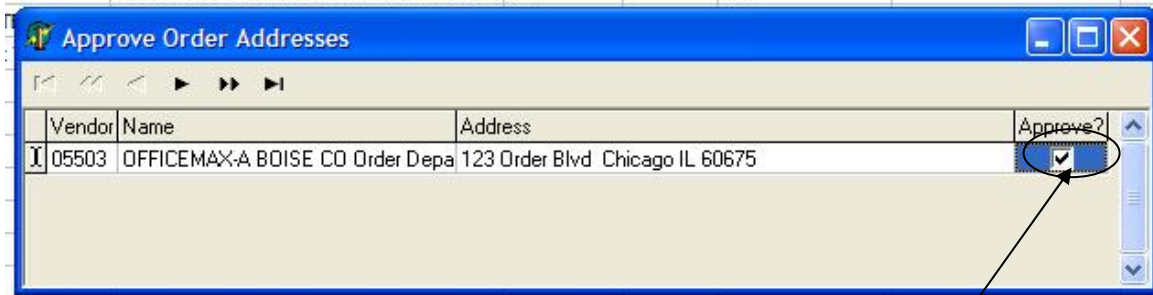 Approve Order Addresses
Vendor Name Address Approve?
05503 OFFICEMAX-A BOISE CO Order Depa 123 Order Blvd Chicago IL 60675